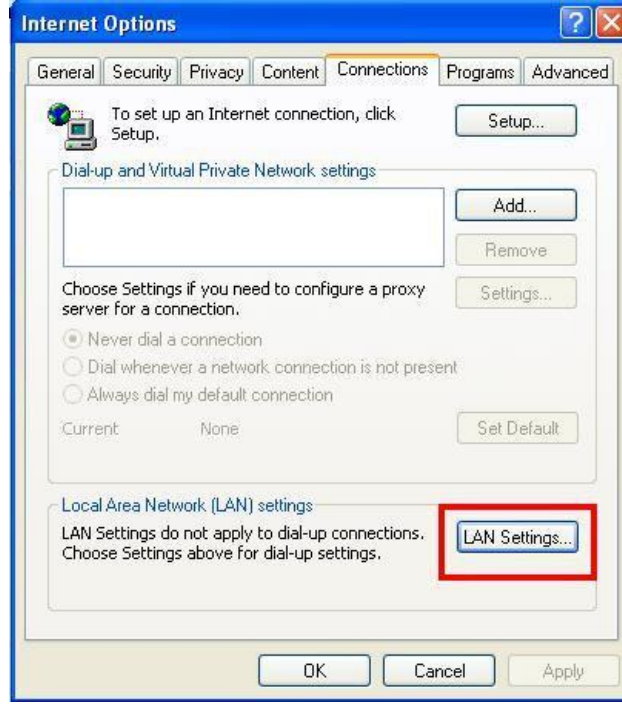 Internet Options
General Security Privacy Content Connections Programs Advanced
To set up an Internet connection, click
Setup.
Setup...
Dial-up and Virtual Private Network settings
Add...
Remove
Choose Settings if you need to configure a proxy
server for a connection.
Settings...
Never dial a connection
Dial whenever a network connection is not present
Always dial my default connection
Current None Set Default
Local Area Network (LAN) settings
LAN Settings do not apply to dial-up connections.
Choose Settings above for dial-up settings.
LAN Settings...
OK Cancel Apply